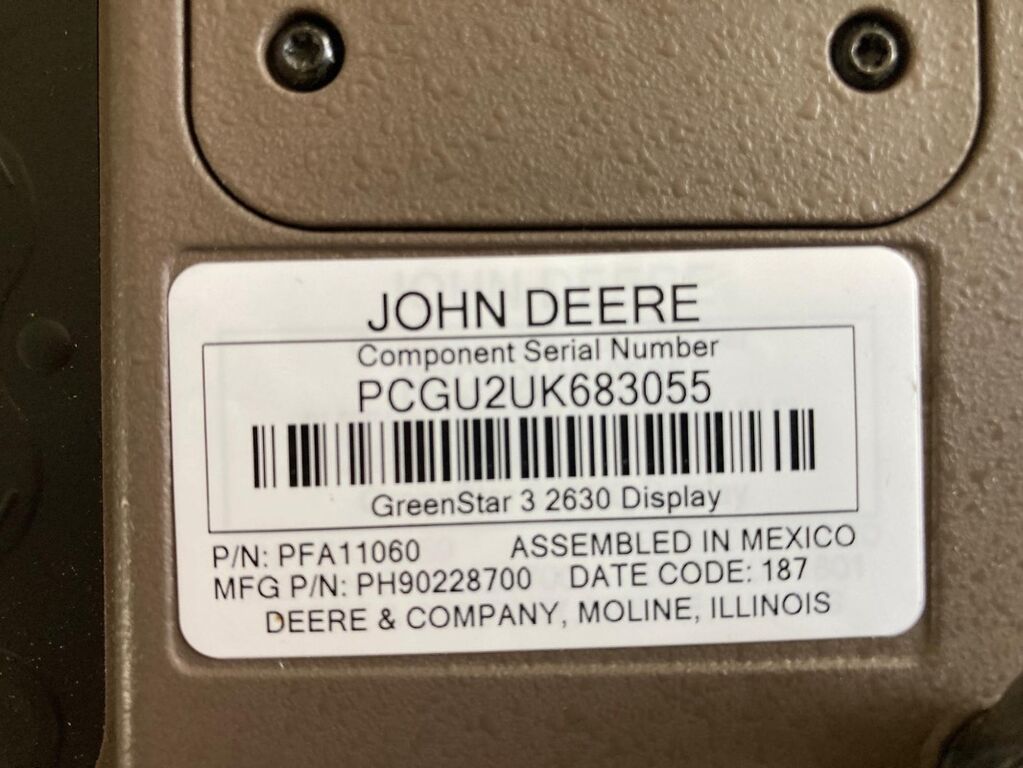 JOHN DEERE
Component Serial Number
PCGU2UK683055
GreenStar 3 2630 Display
P/N: PFA11060 ASSEMBLED IN MEXICO
MFG P/N: PH90228700 DATE CODE: 187
DEERE & COMPANY, MOLINE, ILLINOIS